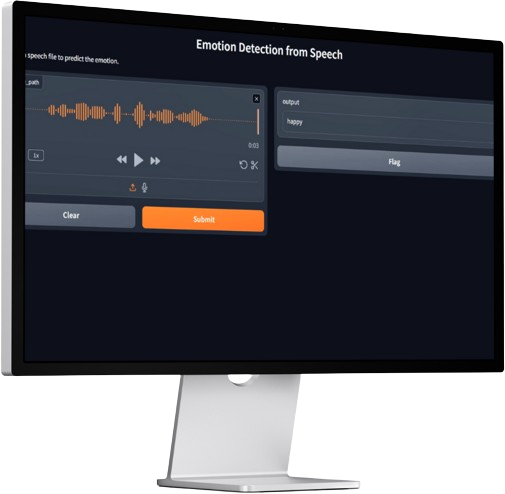 Emotion Detection from Speech
speech file to predict the emotion.
_path
0:03
1x
Clear
Submit
output
happy
Flag